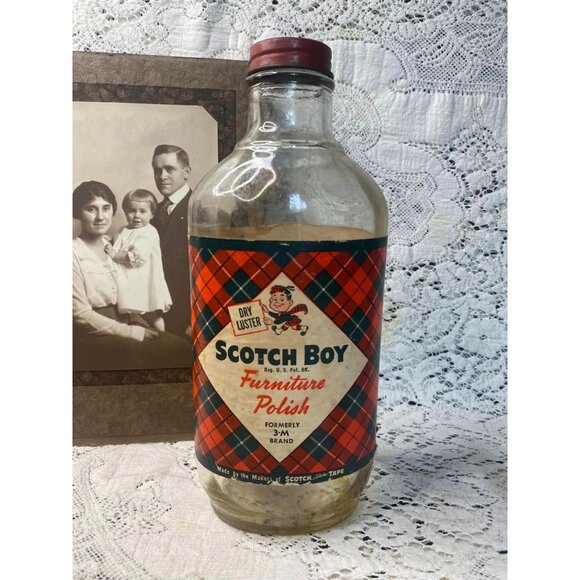 DRY
LUSTER
SCOTCH BOY
Reg. U. S. Pat. Off.
Furniture
Polish
FORMERLY
3-M
BRAND
Made by the Makers of SCOTCH TAPE